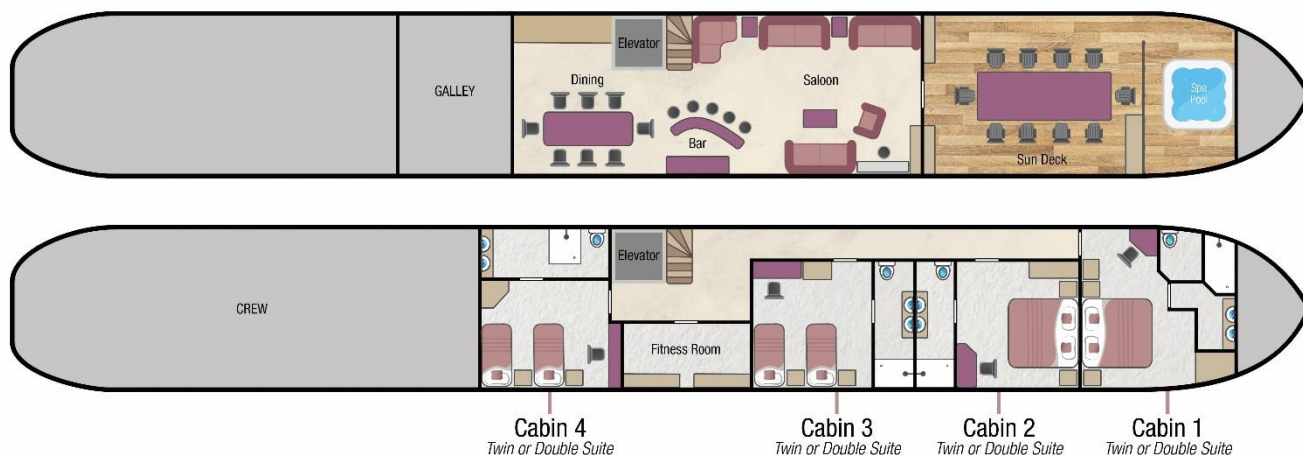 Elevator
Dining
Saloon
GALLEY
Spa
Pool
Bar
Sun Deck
Elevator
CREW
Fitness Room
Cabin 4
Twin or Double Suite
Cabin 3
Twin or Double Suite
Cabin 2
Twin or Double Suite
Cabin 1
Twin or Double Suite